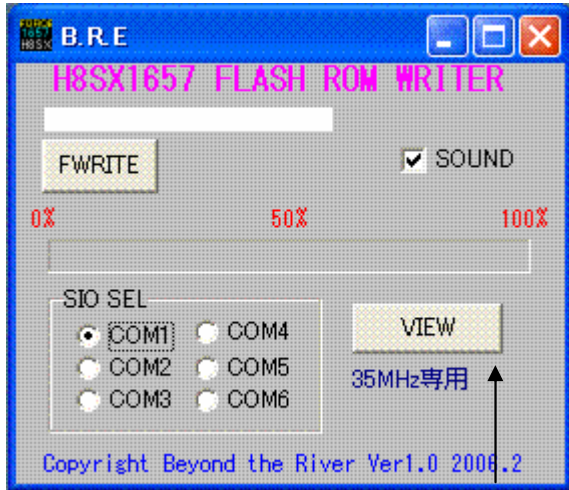 B.R.E
H8SX1657 FLASH ROM WRITER
FWRITE
SOUND
0% 50% 100%
SIO SEL
COM1 COM4
COM2 COM5
COM3 COM6
VIEW
35MHz専用
Copyright Beyond the River Ver1.0 2006.2